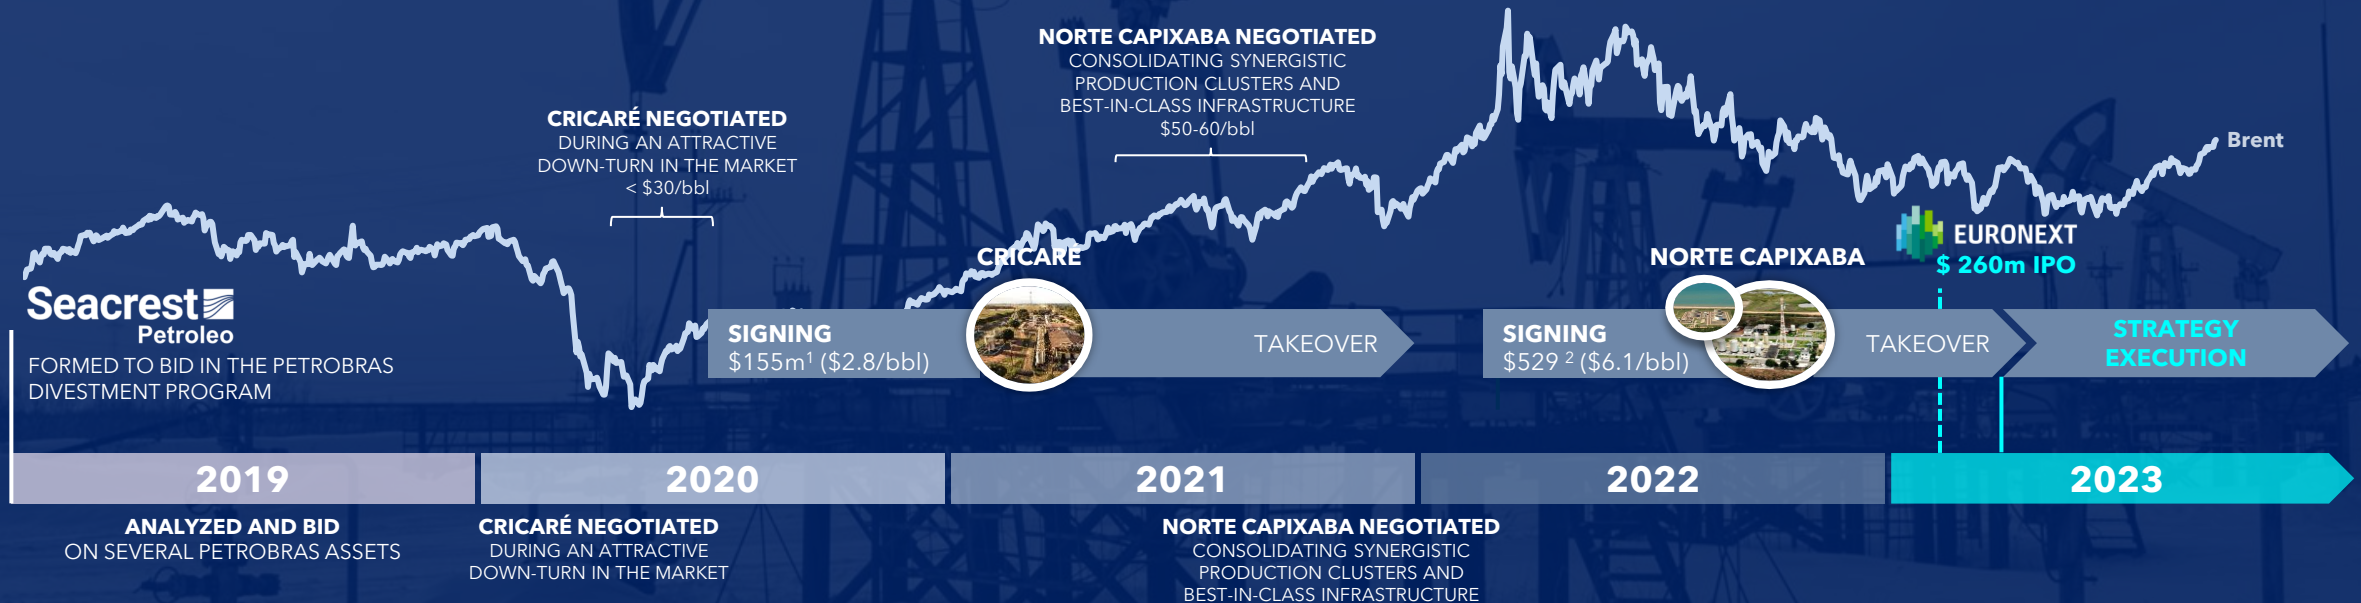 NORTE CAPIXABA NEGOTIATED
CONSOLIDATING SYNERGISTIC
PRODUCTION CLUSTERS AND
BEST-IN-CLASS INFRASTRUCTURE
$50-60/bbl
CRICARÉ NEGOTIATED
DURING AN ATTRACTIVE
DOWN-TURN IN THE MARKET
< $30/bbl
Brent
Seacrest
Petroleo
FORMED TO BID IN THE PETROBRAS
DIVESTMENT PROGRAM
CRICARÉ
SIGNING
$155m¹ ($2.8/bbl)
TAKEOVER
NORTE CAPIXABA
SIGNING
$529 ² ($6.1/bbl)
TAKEOVER
EURONEXT
$ 260m IPO
STRATEGY
EXECUTION
2019
2020
2021
2022
2023
ANALYZED AND BID
ON SEVERAL PETROBRAS ASSETS
CRICARÉ NEGOTIATED
DURING AN ATTRACTIVE
DOWN-TURN IN THE MARKET
NORTE CAPIXABA NEGOTIATED
CONSOLIDATING SYNERGISTIC
PRODUCTION CLUSTERS AND
BEST-IN-CLASS INFRASTRUCTURE